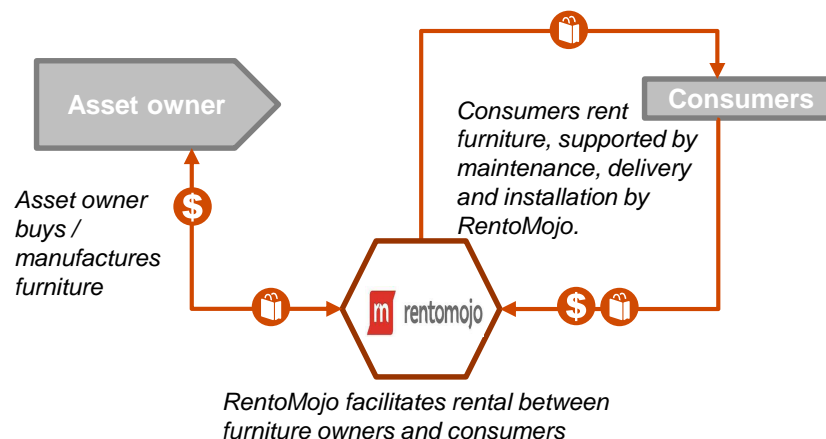 Asset owner
Consumers
Consumers rent
furniture, supported by
maintenance, delivery
and installation by
RentoMojo.
$
Asset owner
buys /
manufactures
furniture
$
m rentomojo
RentoMojo facilitates rental between
furniture owners and consumers